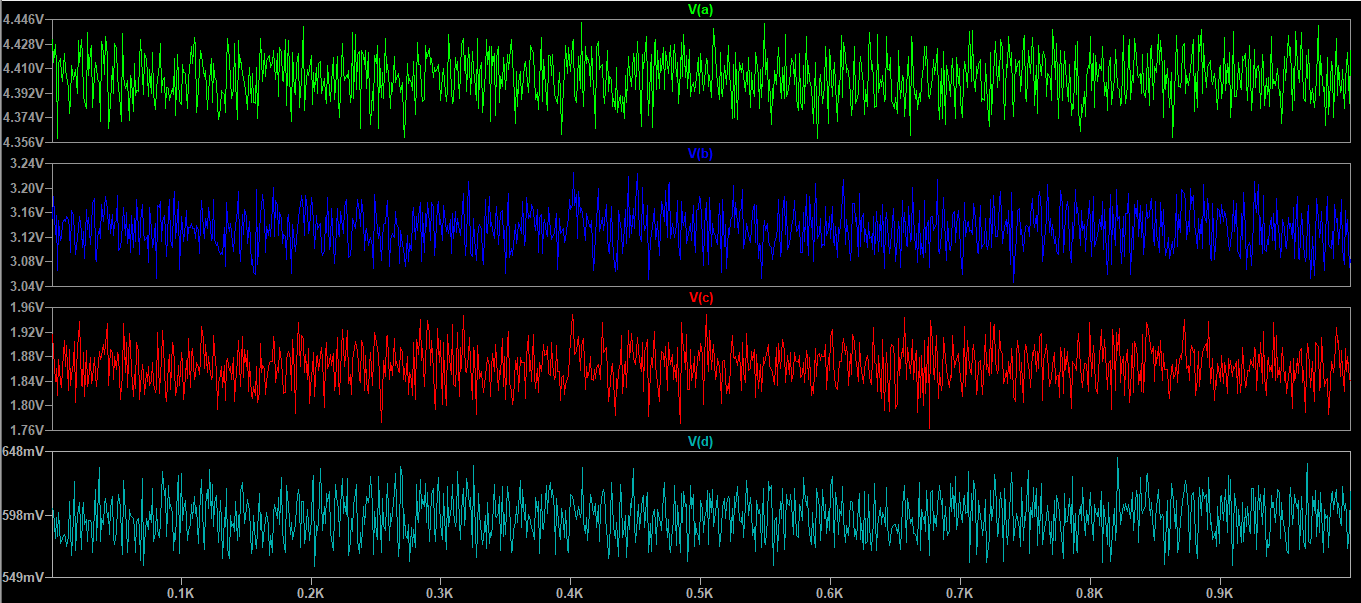 V(a)
4.446V
4.428V
4.410V
4.392V
4.374V
4.356V
V(b)
3.24V
3.20V
3.16V
3.12V
3.08V
3.04V
V(c)
1.96V
1.92V
1.88V
1.84V
1.80V
1.76V
V(d)
648mV
598mV
549mV
0.1K 0.2K 0.3K 0.4K 0.5K 0.6K 0.7K 0.8K 0.9K